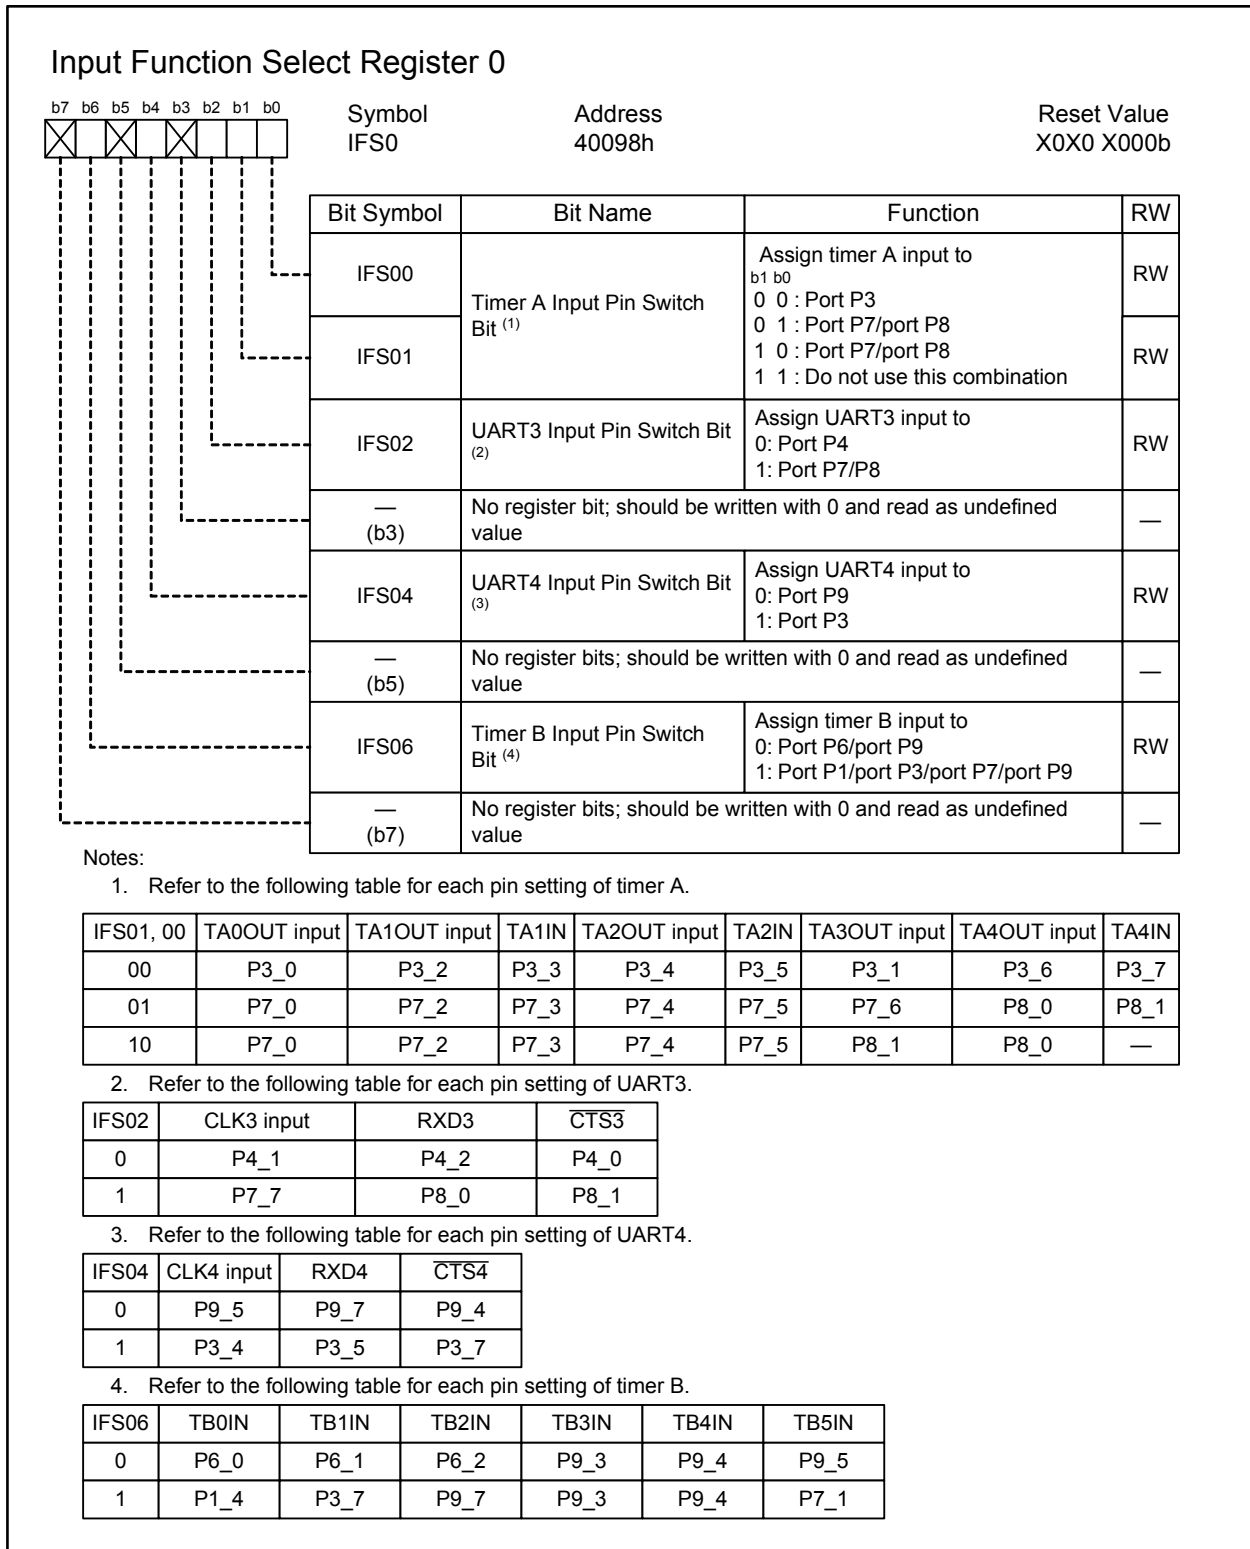 Input Function Select Register 0
b7 b6 b5 b4 b3 b2 b1 b0
Symbol Address Reset Value
IFS0 40098h X0X0 X000b
Bit Symbol Bit Name Function RW
IFS00
Timer A Input Pin Switch
Bit (1)
Assign timer A input to
b1 b0
0 0 : Port P3
0 1 : Port P7/port P8
1 0 : Port P7/port P8
1 1 : Do not use this combination
RW
IFS01
RW
IFS02
UART3 Input Pin Switch Bit
(2)
Assign UART3 input to
0: Port P4
1: Port P7/P8
RW
—
(b3)
No register bit; should be written with 0 and read as undefined
value
—
IFS04
UART4 Input Pin Switch Bit
(3)
Assign UART4 input to
0: Port P9
1: Port P3
RW
—
(b5)
No register bits; should be written with 0 and read as undefined
value
—
IFS06
Timer B Input Pin Switch
Bit (4)
Assign timer B input to
0: Port P6/port P9
1: Port P1/port P3/port P7/port P9
RW
—
(b7)
No register bits; should be written with 0 and read as undefined
value
—
Notes:
1. Refer to the following table for each pin setting of timer A.
IFS01, 00 TA0OUT input TA1OUT input TA1IN TA2OUT input TA2IN TA3OUT input TA4OUT input TA4IN
00 P3_0 P3_2 P3_3 P3_4 P3_5 P3_1 P3_6 P3_7
01 P7_0 P7_2 P7_3 P7_4 P7_5 P7_6 P8_0 P8_1
10 P7_0 P7_2 P7_3 P7_4 P7_5 P8_1 P8_0 —
2. Refer to the following table for each pin setting of UART3.
IFS02 CLK3 input RXD3 CTS3
0 P4_1 P4_2 P4_0
1 P7_7 P8_0 P8_1
3. Refer to the following table for each pin setting of UART4.
IFS04 CLK4 input RXD4 CTS4
0 P9_5 P9_7 P9_4
1 P3_4 P3_5 P3_7
4. Refer to the following table for each pin setting of timer B.
IFS06 TB0IN TB1IN TB2IN TB3IN TB4IN TB5IN
0 P6_0 P6_1 P6_2 P9_3 P9_4 P9_5
1 P1_4 P3_7 P9_7 P9_3 P9_4 P7_1